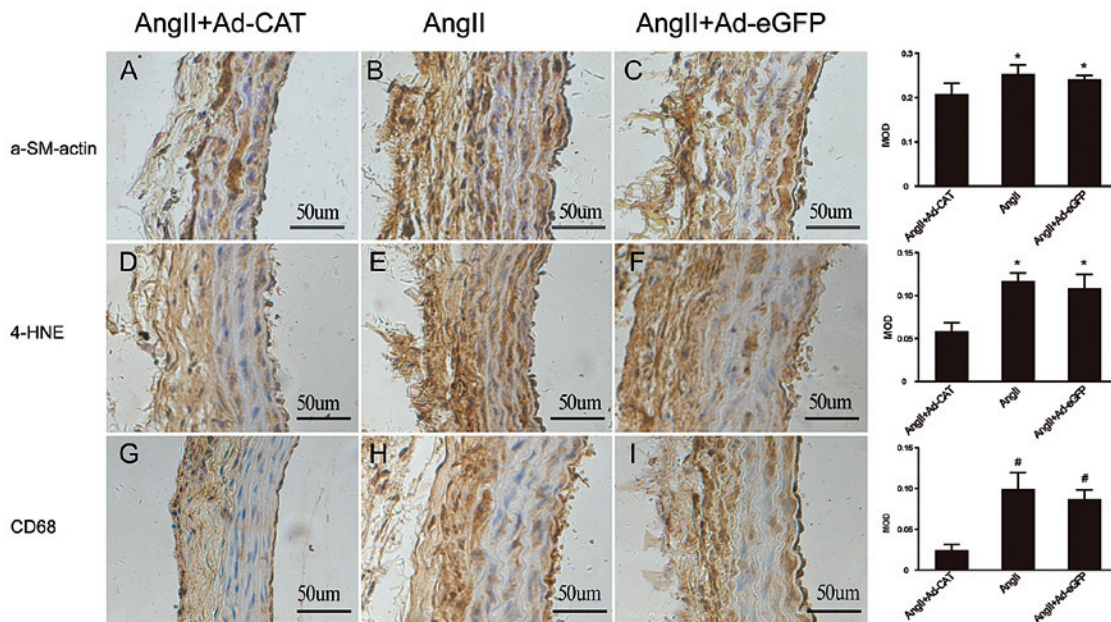 AngII+Ad-CAT AngII AngII+Ad-eGFP
A B C
a-SM-actin
50um 50um 50um
MOD
0.3
0.2
0.1
0
* *
AngII+Ad-CAT AngII AngII+Ad-eGFP
D E F
4-HNE
50um 50um 50um
MOD
0.15
0.10
0.05
0
* *
AngII+Ad-CAT AngII AngII+Ad-eGFP
G H I
CD68
50um 50um 50um
MOD
0.15
0.10
0.05
0
# #
AngII+Ad-CAT AngII AngII+Ad-eGFP